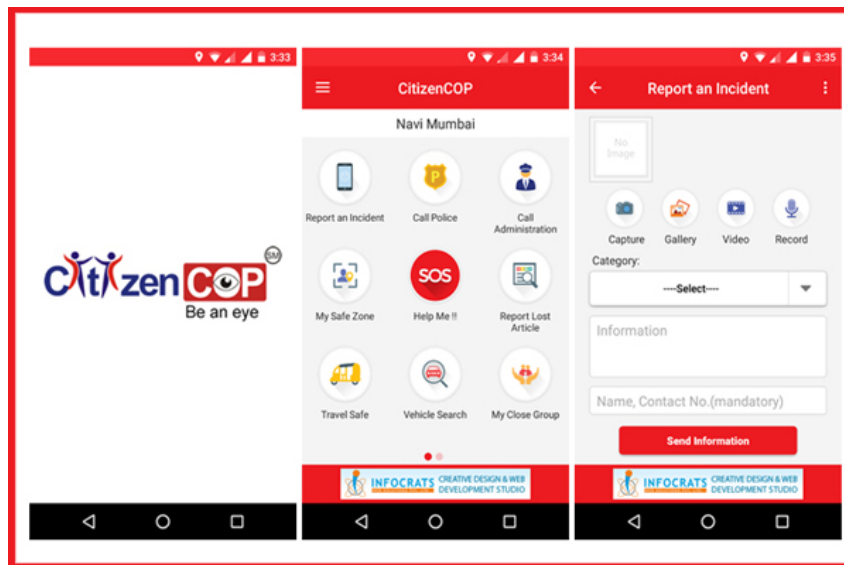 3:33
CitizenCOP
SM
Be an eye
3:34
CitizenCOP
Navi Mumbai
Report an Incident
Call Police
Call
Administration
My Safe Zone
SOS
Help Me !!
Report Lost
Article
Travel Safe
Vehicle Search
My Close Group
INFOCRATS
CREATIVE DESIGN & WEB
DEVELOPMENT STUDIO
3:35
Report an Incident
No
Image
Capture
Gallery
Video
Record
Category:
----Select----
Information
Name, Contact No.(mandatory)
Send Information
INFOCRATS
CREATIVE DESIGN & WEB
DEVELOPMENT STUDIO